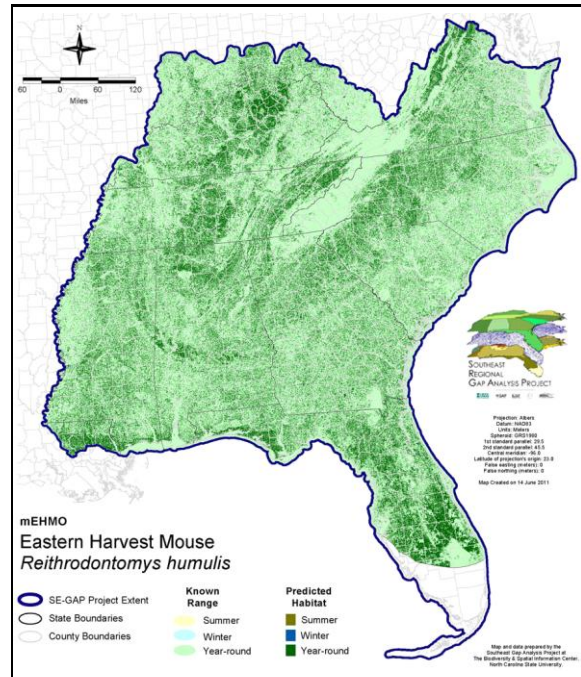 N
60 30 0 60
Miles
SOUTHEAST
REGIONAL
GAP ANALYSIS PROJECT
Projection: Albers
Datum: NAD83
Units: Meters
Spheroid: GRS1980
1st standard parallel: 29.5
2nd standard parallel: 45.5
Central meridian: -96.0
Latitude of projection's origin: 23.0
False easting (meters): 0
False northing (meters): 0
Map Created on 14 June 2011
mEHMO
Eastern Harvest Mouse
Reithrodontomys humulis
SE-GAP Project Extent
State Boundaries
County Boundaries
Known
Range
Summer
Winter
Year-round
Predicted
Habitat
Summer
Winter
Year-round
Map and data prepared by the
Southeast Gap Analysis Project at
The Biodiversity & Spatial Information Center,
North Carolina State University.